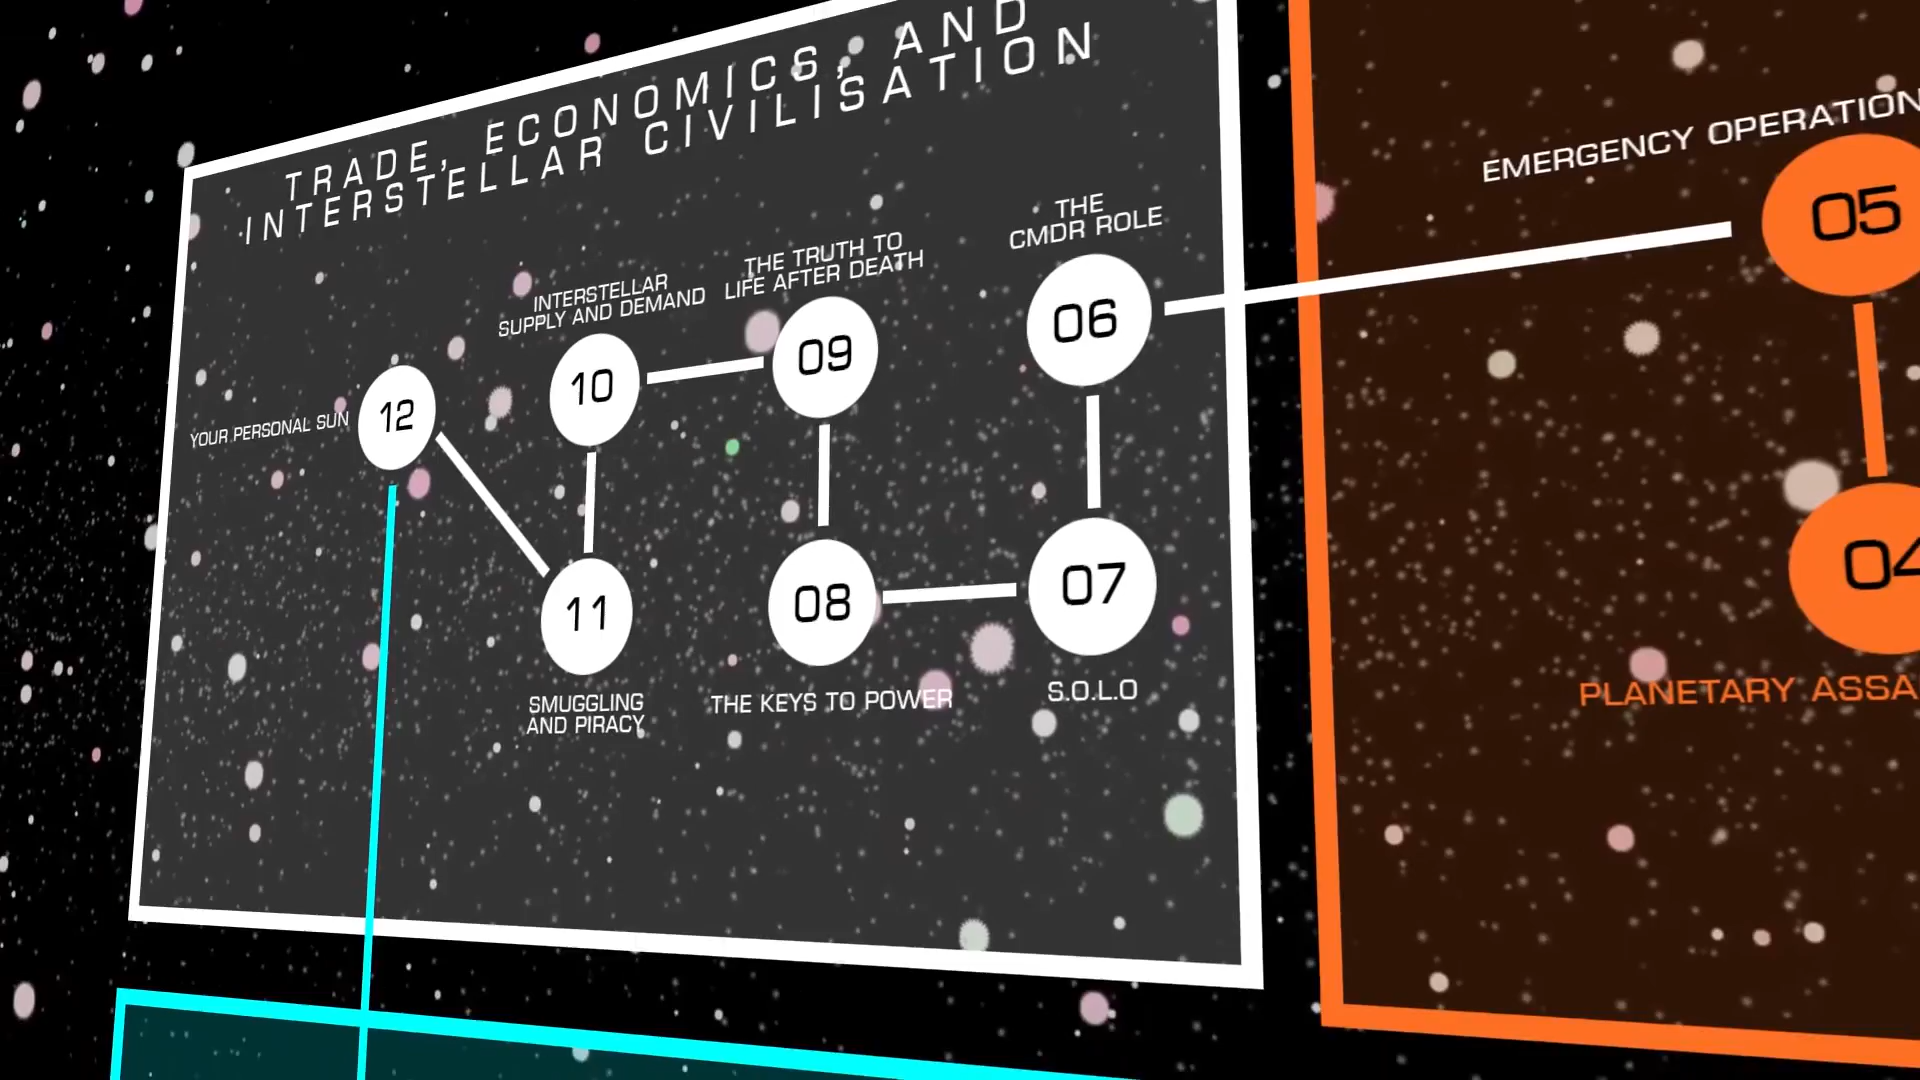 TRADE, ECONOMICS, AND
INTERSTELLAR CIVILISATION
YOUR PERSONAL SUN
12
INTERSTELLAR
SUPPLY AND DEMAND
10
THE TRUTH TO
LIFE AFTER DEATH
09
THE
CMDR ROLE
06
11
SMUGGLING
AND PIRACY
08
THE KEYS TO POWER
07
S.O.L.O
EMERGENCY OPERATION
05
04
PLANETARY ASSA